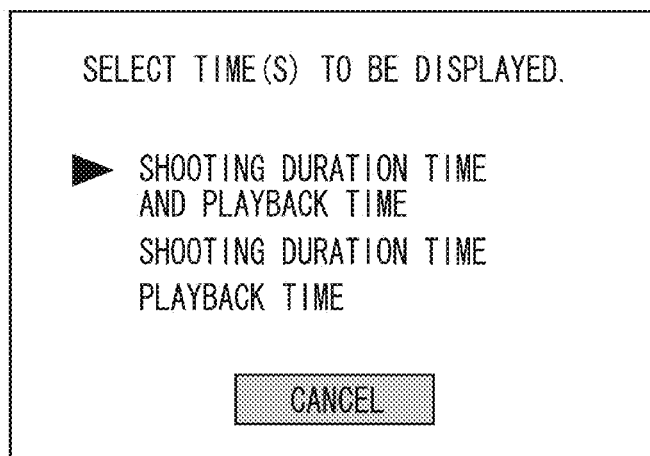 SELECT TIME(S) TO BE DISPLAYED.
SHOOTING DURATION TIME
AND PLAYBACK TIME
SHOOTING DURATION TIME
PLAYBACK TIME
CANCEL